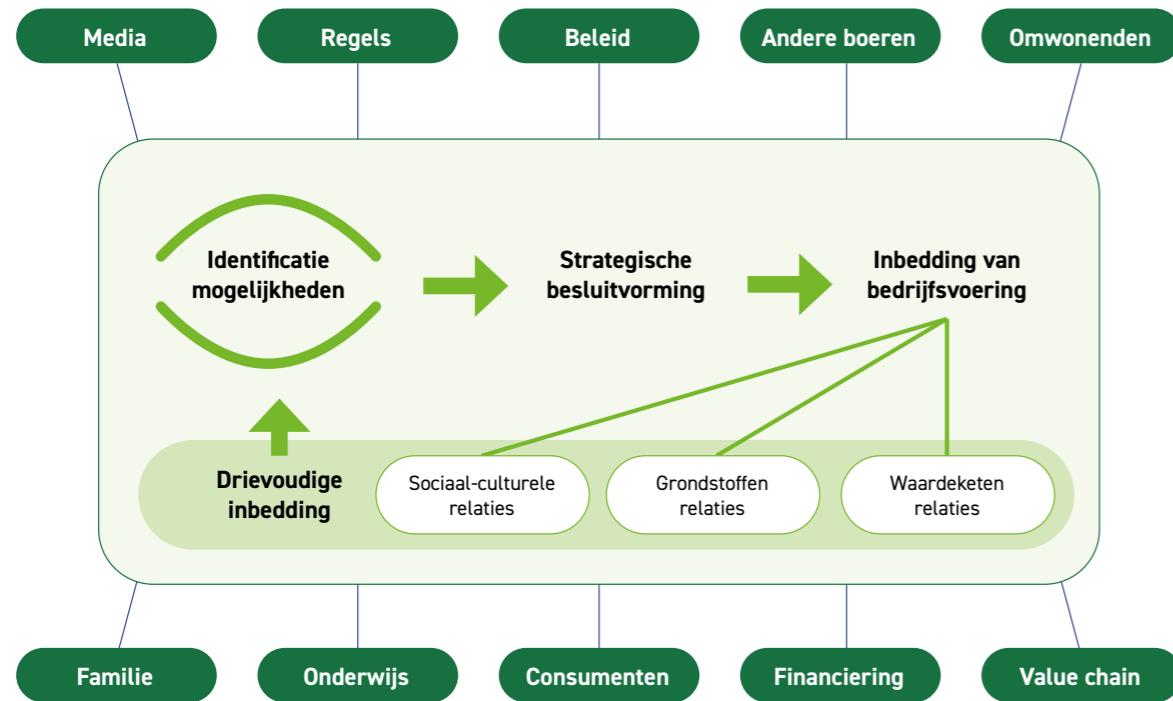 Media
Regels
Beleid
Andere boeren
Omwonenden
Identificatie
mogelijkheden
Strategische
besluitvorming
Inbedding van
bedrijfsvoering
Drievoudige
inbedding
Sociaal-culturele
relaties
Grondstoffen
relaties
Waardeketen
relaties
Familie
Onderwijs
Consumenten
Financiering
Value chain